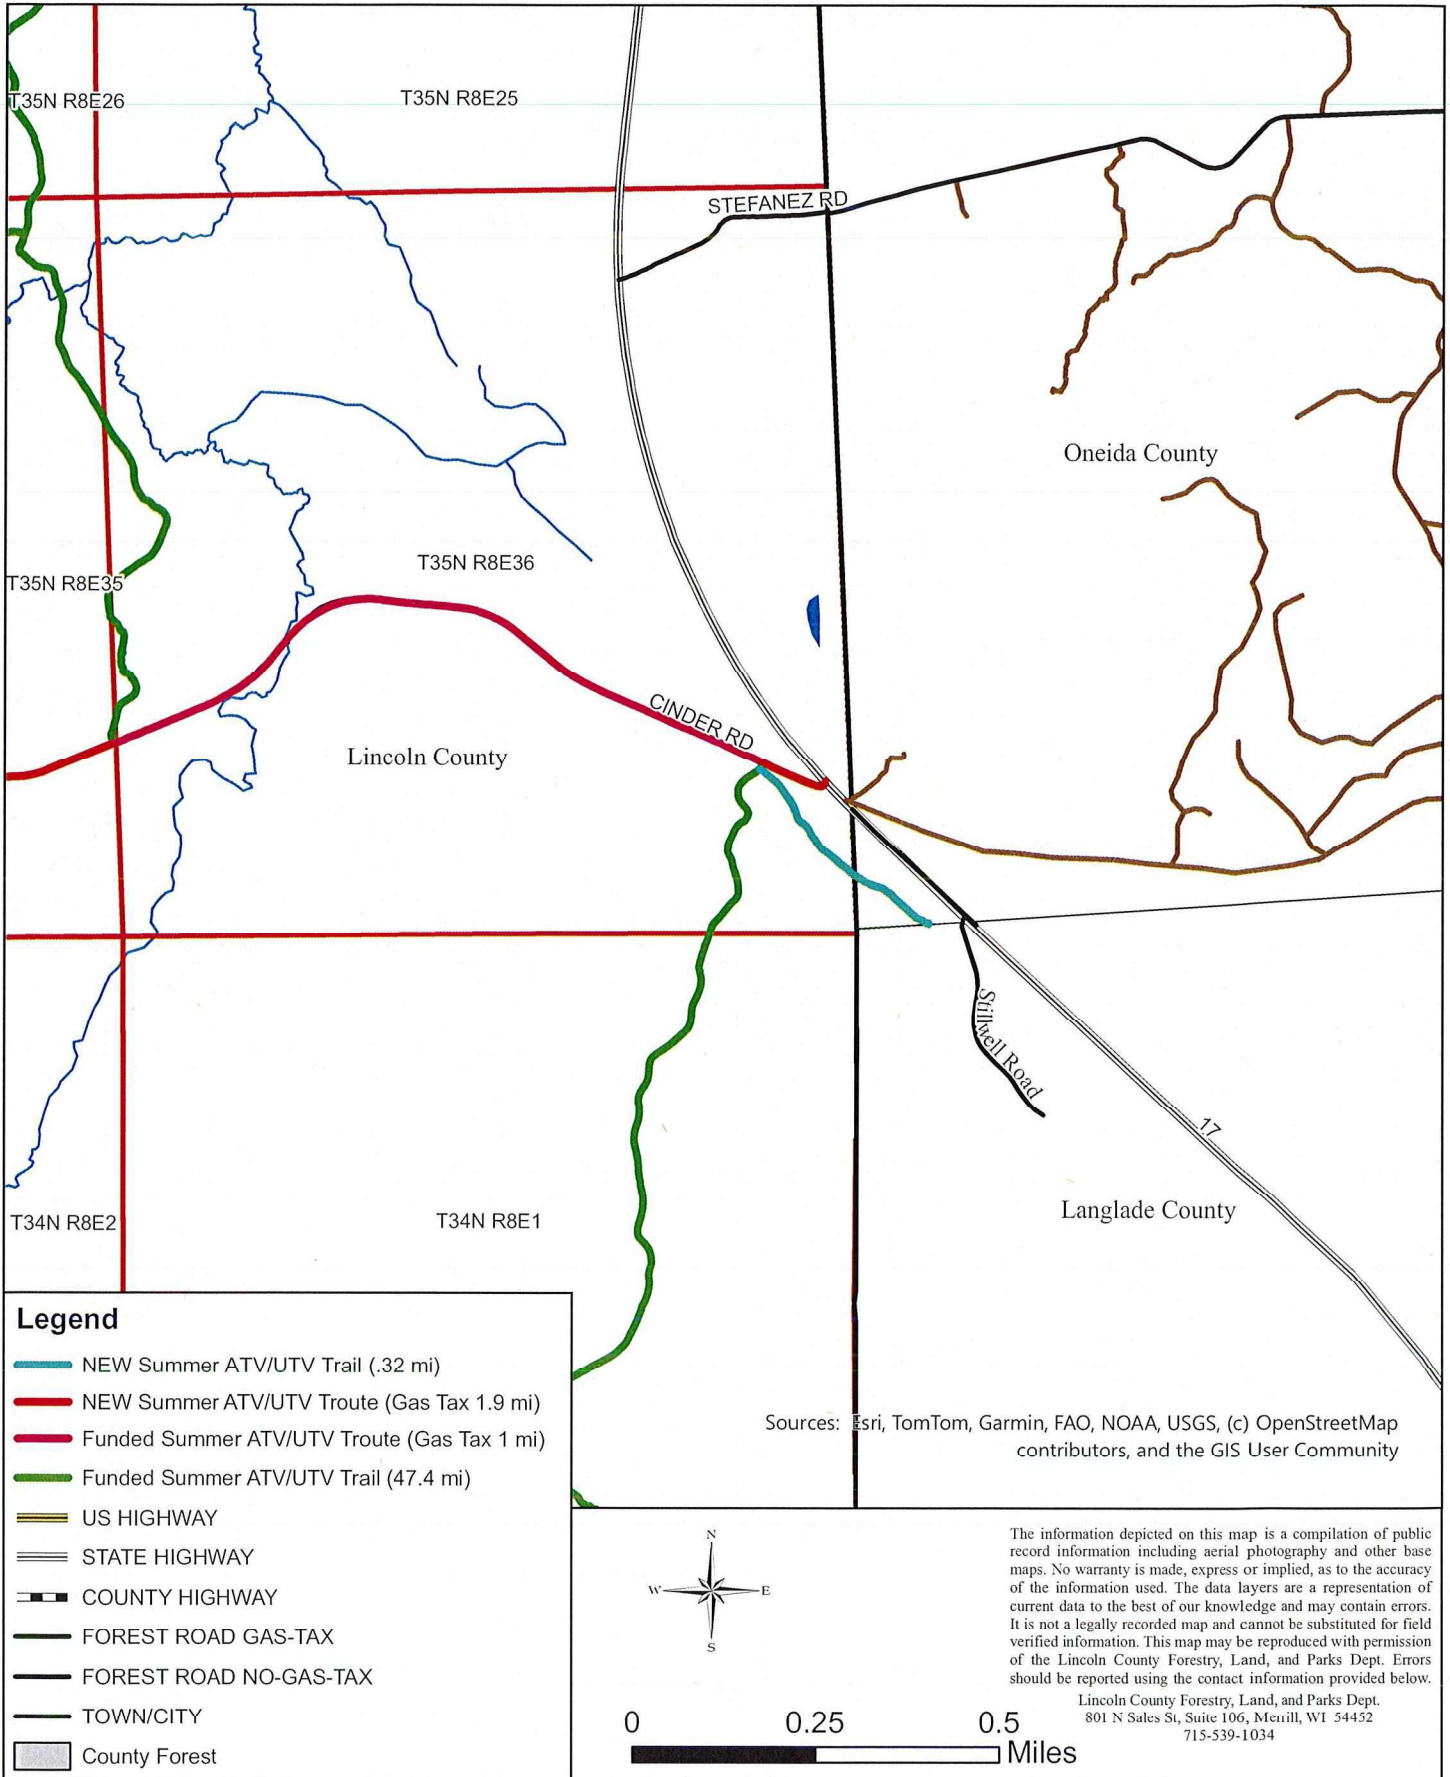 T35N R8E26
T35N R8E25
STEFANEZ RD
Oneida County
T35N R8E36
T35N R8E35
CINDER RD
Lincoln County
Stillwell Road
17
T34N R8E2
T34N R8E1
Langlade County
Legend
NEW Summer ATV/UTV Trail (.32 mi)
NEW Summer ATV/UTV Troute (Gas Tax 1.9 mi)
Funded Summer ATV/UTV Troute (Gas Tax 1 mi)
Funded Summer ATV/UTV Trail (47.4 mi)
US HIGHWAY
STATE HIGHWAY
COUNTY HIGHWAY
FOREST ROAD GAS-TAX
FOREST ROAD NO-GAS-TAX
TOWN/CITY
County Forest
Sources: Esri, TomTom, Garmin, FAO, NOAA, USGS, (c) OpenStreetMap
contributors, and the GIS User Community
N
W E
S
0 0.25 0.5
Miles
The information depicted on this map is a compilation of public
record information including aerial photography and other base
maps. No warranty is made, express or implied, as to the accuracy
of the information used. The data layers are a representation of
current data to the best of our knowledge and may contain errors.
It is not a legally recorded map and cannot be substituted for field
verified information. This map may be reproduced with permission
of the Lincoln County Forestry, Land, and Parks Dept. Errors
should be reported using the contact information provided below.
Lincoln County Forestry, Land, and Parks Dept.
801 N Sales St, Suite 106, Merrill, WI 54452
715-539-1034